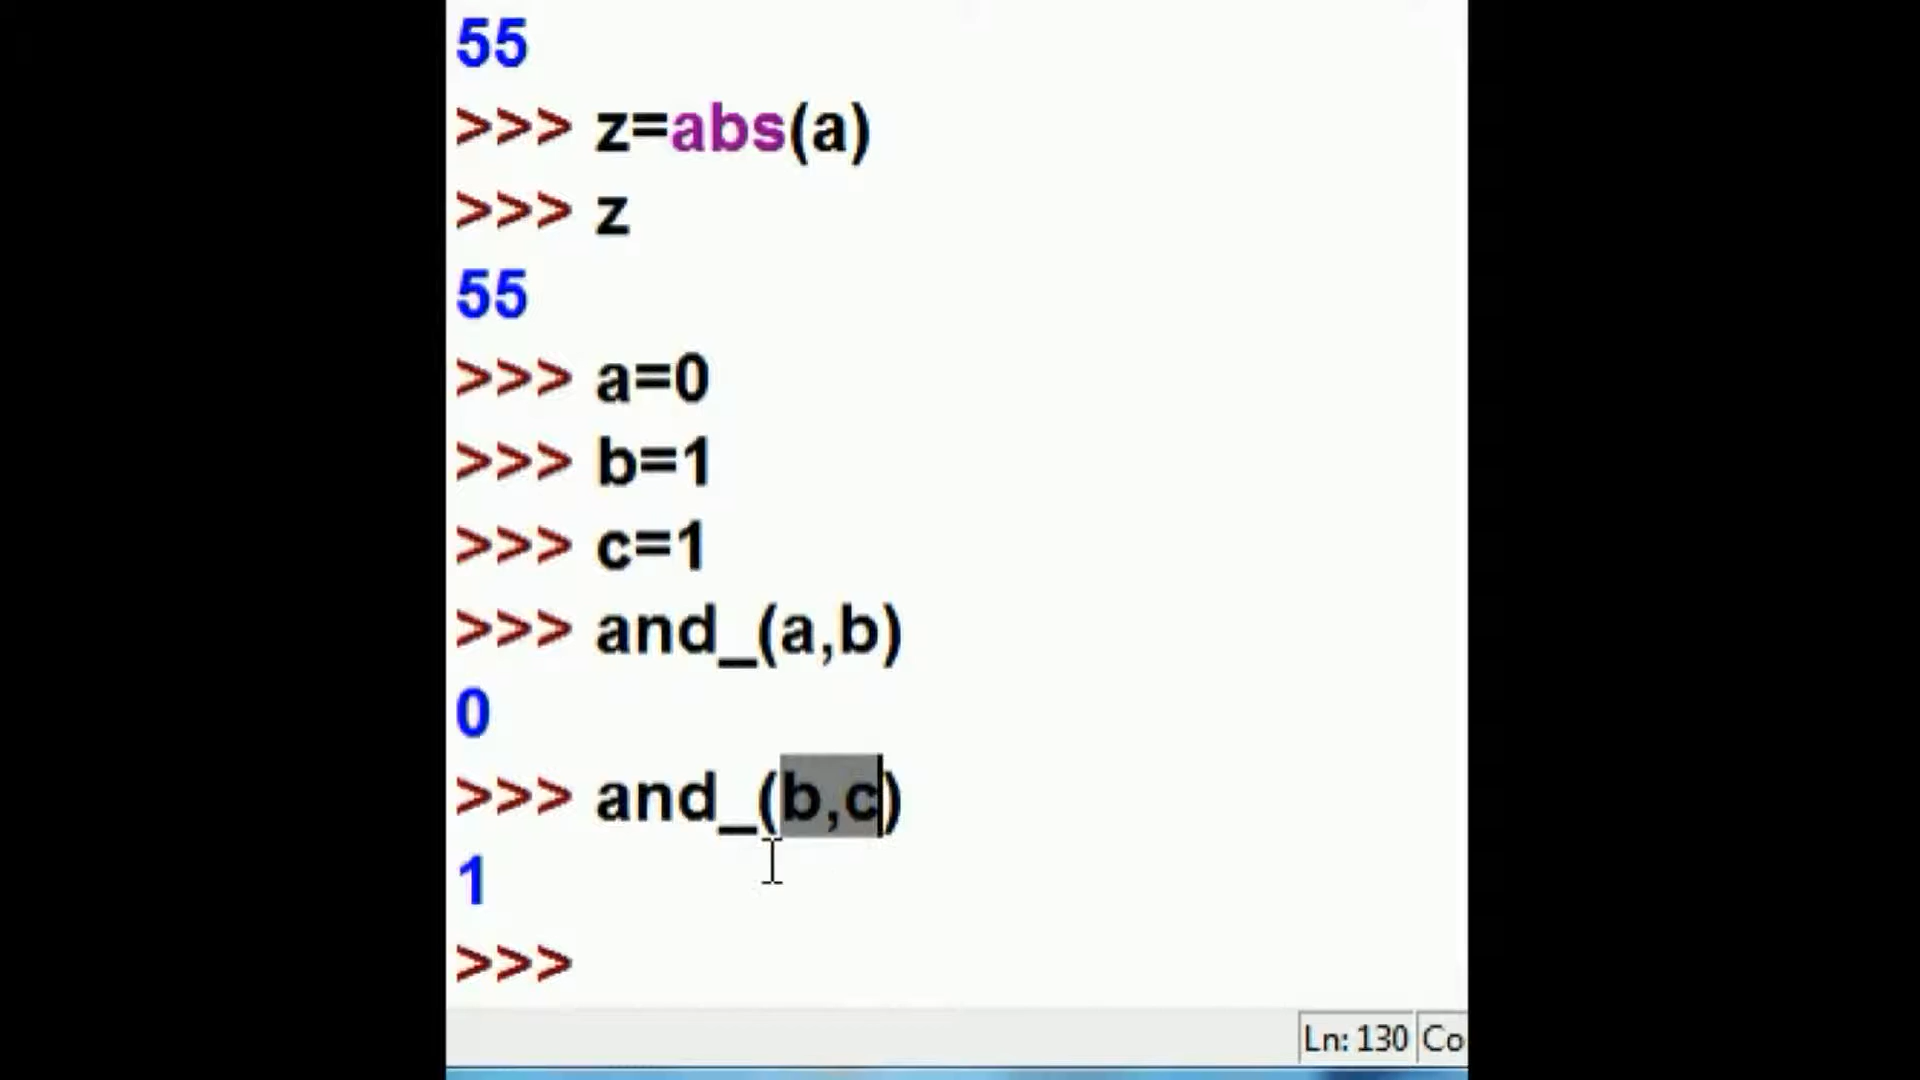 55
>>> z=abs(a)
>>> z
55
>>> a=0
>>> b=1
>>> c=1
>>> and_(a,b)
0
>>> and_(b,c)
1
>>>
Ln: 130 Co